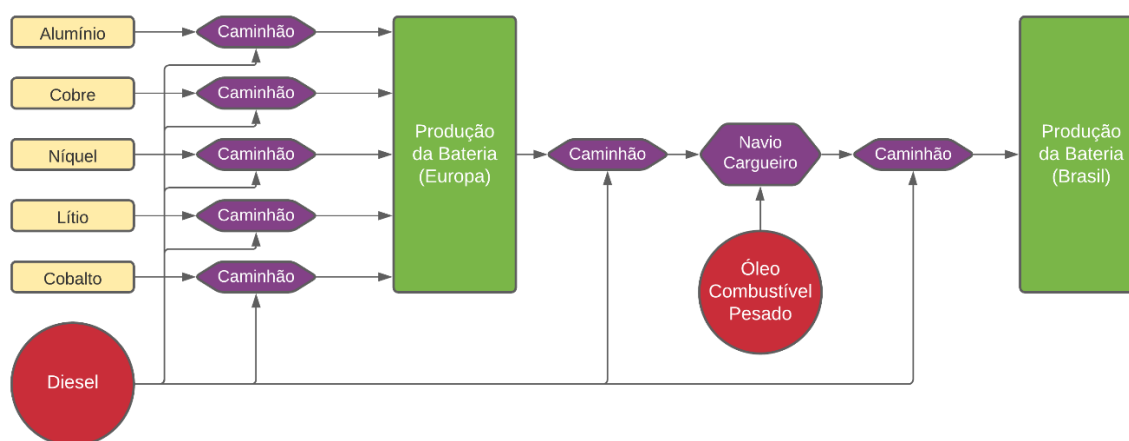 Alumínio
Caminhão
Cobre
Caminhão
Níquel
Caminhão
Lítio
Caminhão
Cobalto
Caminhão
Diesel
Produção
da Bateria
(Europa)
Caminhão
Navio
Cargueiro
Óleo
Combustível
Pesado
Caminhão
Produção
da Bateria
(Brasil)